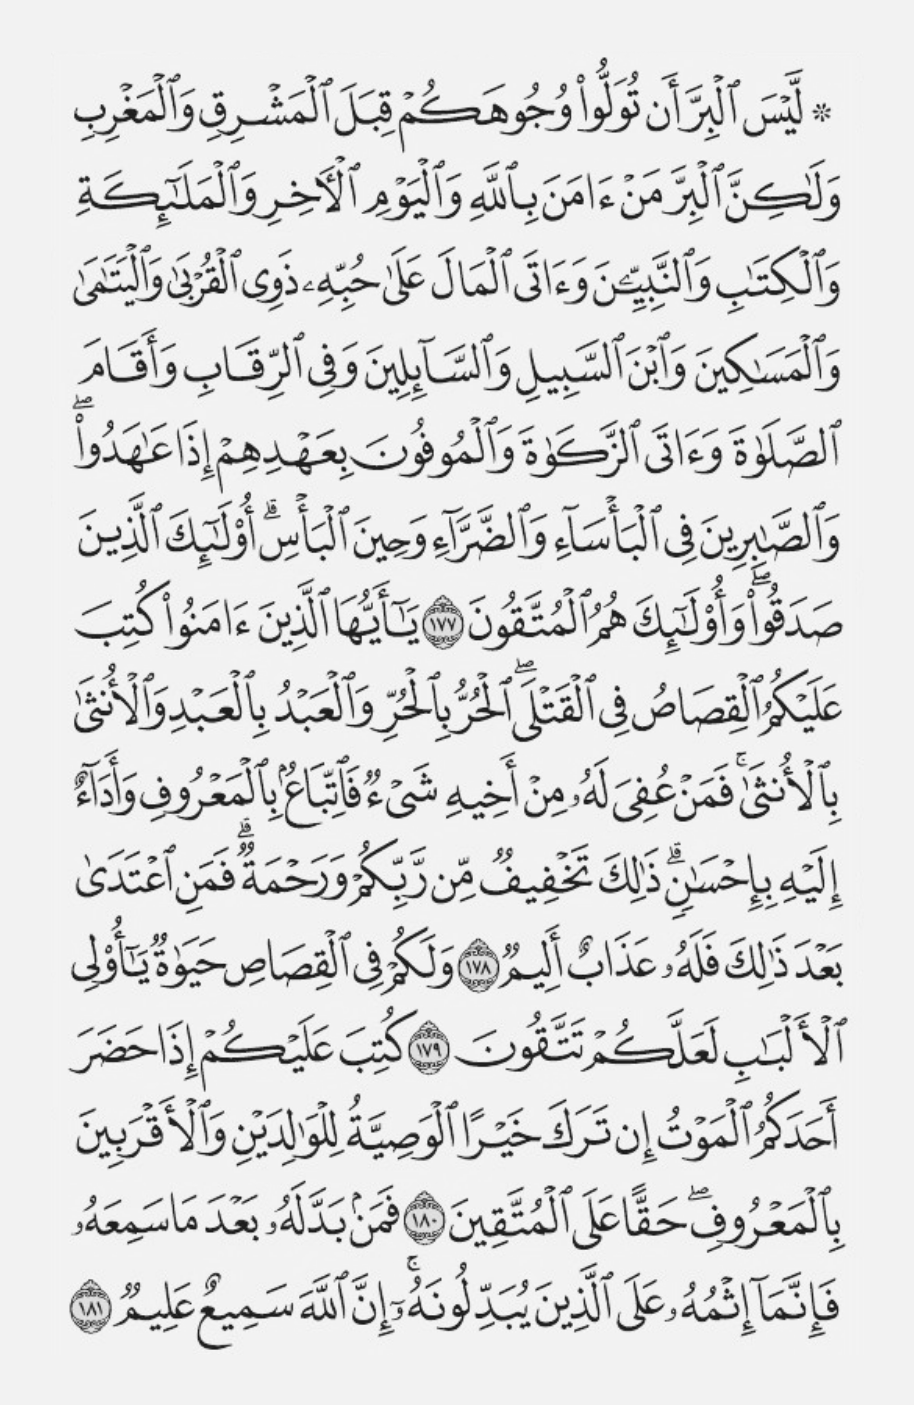 ۞ لَّيۡسَ ٱلۡبِرَّ أَن تُوَلُّواْ وُجُوهَكُمۡ قِبَلَ ٱلۡمَشۡرِقِ وَٱلۡمَغۡرِبِ
وَلَٰكِنَّ ٱلۡبِرَّ مَنۡ ءَامَنَ بِٱللَّهِ وَٱلۡيَوۡمِ ٱلۡأٓخِرِ وَٱلۡمَلَٰٓئِكَةِ
وَٱلۡكِتَٰبِ وَٱلنَّبِيِّـۧنَ وَءَاتَى ٱلۡمَالَ عَلَىٰ حُبِّهِۦ ذَوِي ٱلۡقُرۡبَىٰ وَٱلۡيَتَٰمَىٰ
وَٱلۡمَسَٰكِينَ وَٱبۡنَ ٱلسَّبِيلِ وَٱلسَّآئِلِينَ وَفِي ٱلرِّقَابِ وَأَقَامَ
ٱلصَّلَوٰةَ وَءَاتَى ٱلزَّكَوٰةَ وَٱلۡمُوفُونَ بِعَهۡدِهِمۡ إِذَا عَٰهَدُواْۖ
وَٱلصَّٰبِرِينَ فِي ٱلۡبَأۡسَآءِ وَٱلضَّرَّآءِ وَحِينَ ٱلۡبَأۡسِۗ أُوْلَٰٓئِكَ ٱلَّذِينَ
صَدَقُواْۖ وَأُوْلَٰٓئِكَ هُمُ ٱلۡمُتَّقُونَ ١٧٧ يَٰٓأَيُّهَا ٱلَّذِينَ ءَامَنُواْ كُتِبَ
عَلَيۡكُمُ ٱلۡقِصَاصُ فِي ٱلۡقَتۡلَىۖ ٱلۡحُرُّ بِٱلۡحُرِّ وَٱلۡعَبۡدُ بِٱلۡعَبۡدِ وَٱلۡأُنثَىٰ
بِٱلۡأُنثَىٰۚ فَمَنۡ عُفِيَ لَهُۥ مِنۡ أَخِيهِ شَيۡءٞ فَٱتِّبَاعُۢ بِٱلۡمَعۡرُوفِ وَأَدَآءٌ
إِلَيۡهِ بِإِحۡسَٰنٖۗ ذَٰلِكَ تَخۡفِيفٞ مِّن رَّبِّكُمۡ وَرَحۡمَةٞۗ فَمَنِ ٱعۡتَدَىٰ
بَعۡدَ ذَٰلِكَ فَلَهُۥ عَذَابٌ أَلِيمٞ ١٧٨ وَلَكُمۡ فِي ٱلۡقِصَاصِ حَيَوٰةٞ يَٰٓأُوْلِي
ٱلۡأَلۡبَٰبِ لَعَلَّكُمۡ تَتَّقُونَ ١٧٩ كُتِبَ عَلَيۡكُمۡ إِذَا حَضَرَ
أَحَدَكُمُ ٱلۡمَوۡتُ إِن تَرَكَ خَيۡرًا ٱلۡوَصِيَّةُ لِلۡوَٰلِدَيۡنِ وَٱلۡأَقۡرَبِينَ
بِٱلۡمَعۡرُوفِۖ حَقًّا عَلَى ٱلۡمُتَّقِينَ ١٨٠ فَمَنۢ بَدَّلَهُۥ بَعۡدَ مَا سَمِعَهُۥ
فَإِنَّمَآ إِثۡمُهُۥ عَلَى ٱلَّذِينَ يُبَدِّلُونَهُۥٓۚ إِنَّ ٱللَّهَ سَمِيعٌ عَلِيمٞ ١٨١